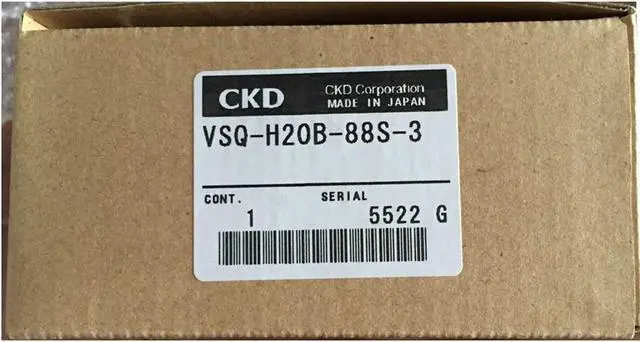 CKD CKD Corporation
MADE IN JAPAN
VSQ-H20B-88S-3
CONT. SERIAL
1 5522 G